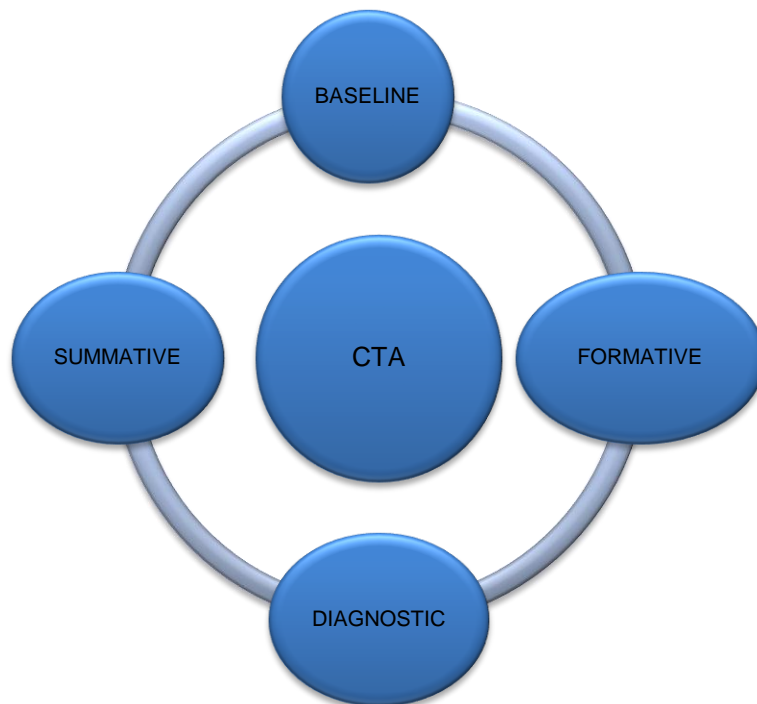 BASELINE
SUMMATIVE
CTA
FORMATIVE
DIAGNOSTIC